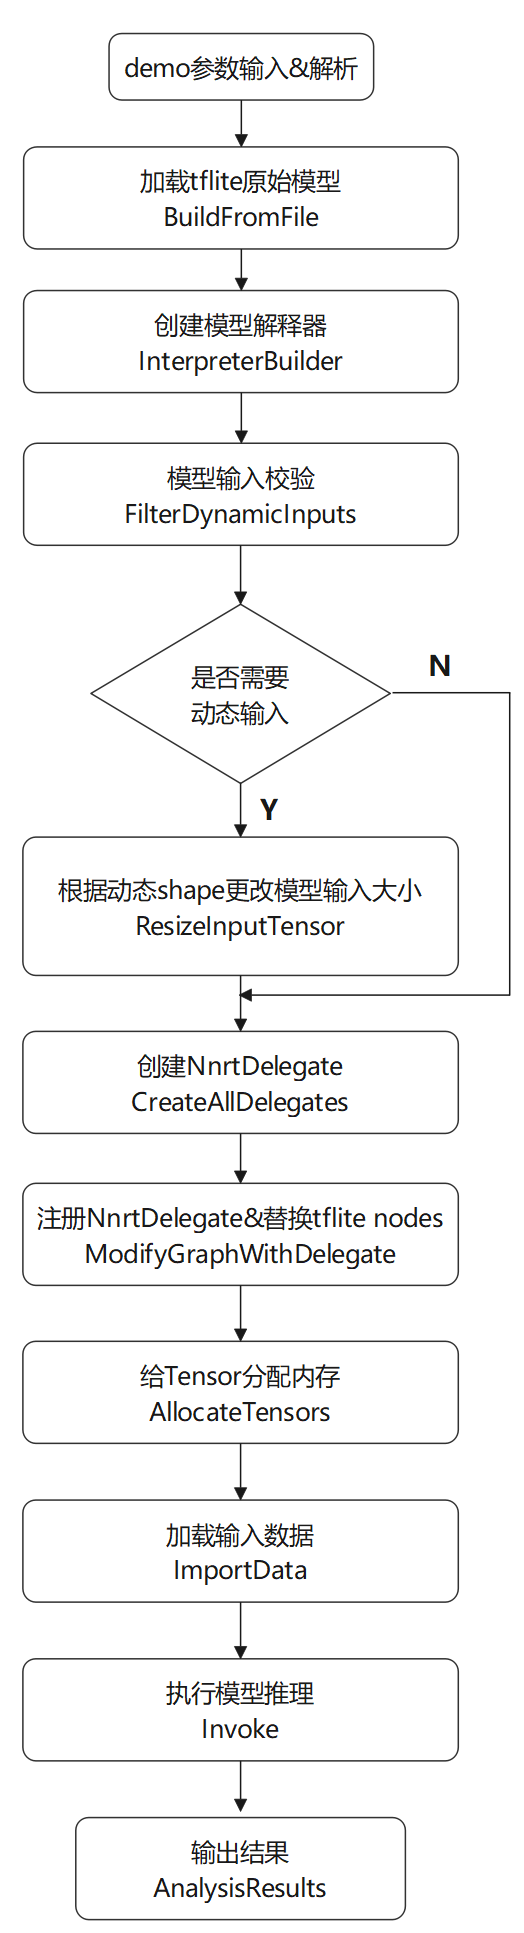 demo参数输入&解析
加载tflite原始模型
BuildFromFile
创建模型解释器
InterpreterBuilder
模型输入校验
FilterDynamicInputs
是否需要
动态输入
N
Y
根据动态shape更改模型输入大小
ResizeInputTensor
创建NnrtDelegate
CreateAllDelegates
注册NnrtDelegate&替换tflite nodes
ModifyGraphWithDelegate
给Tensor分配内存
AllocateTensors
加载输入数据
ImportData
执行模型推理
Invoke
输出结果
AnalysisResults